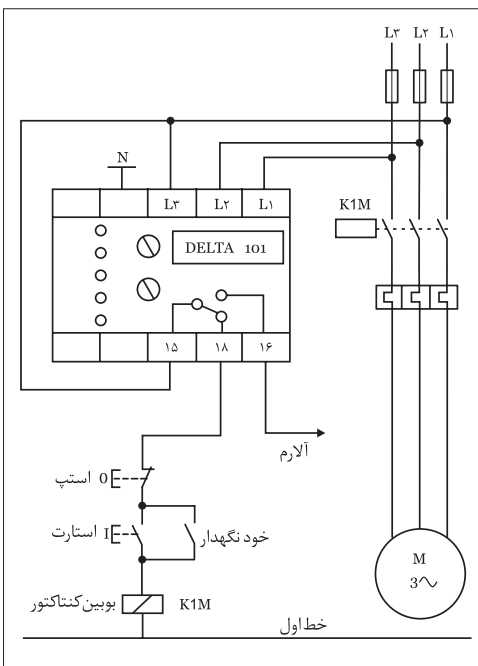 L۳ L۲ L۱
N
L۳ L۲ L۱
DELTA 101
K1M
۱۵ ۱۸ ۱۶
آلارم
استپ 0
استارت I
خود نگهدار
بوبین کنتاکتور
K1M
M
3
خط اول